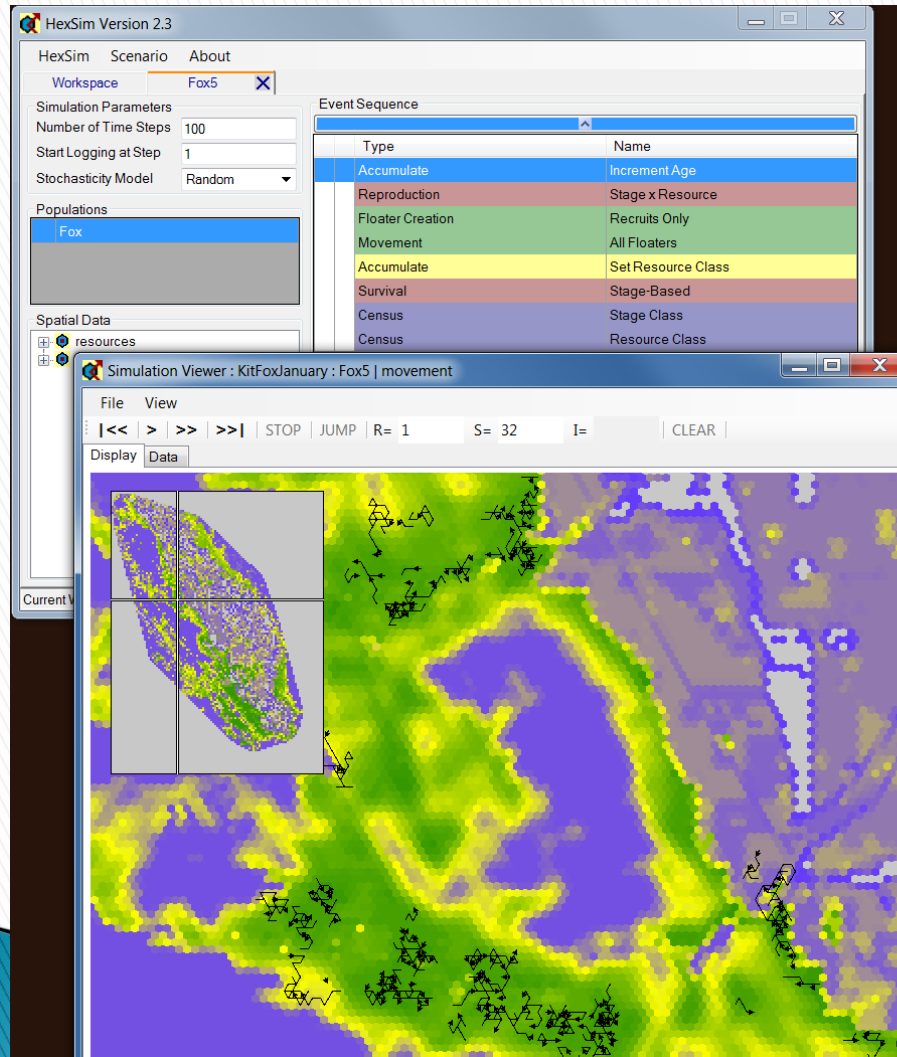 HexSim Version 2.3
HexSim Scenario About
Workspace Fox5 X
Simulation Parameters
Number of Time Steps 100
Start Logging at Step 1
Stochasticity Model Random
Populations
Fox
Spatial Data
resources
Event Sequence
Type Name
Accumulate Increment Age
Reproduction Stage x Resource
Floater Creation Recruits Only
Movement All Floaters
Accumulate Set Resource Class
Survival Stage-Based
Census Stage Class
Census Resource Class
Current
Simulation Viewer : KitFoxJanuary : Fox5 | movement
File View
|<< > >> >>| STOP JUMP R= 1 S= 32 I= CLEAR
Display Data